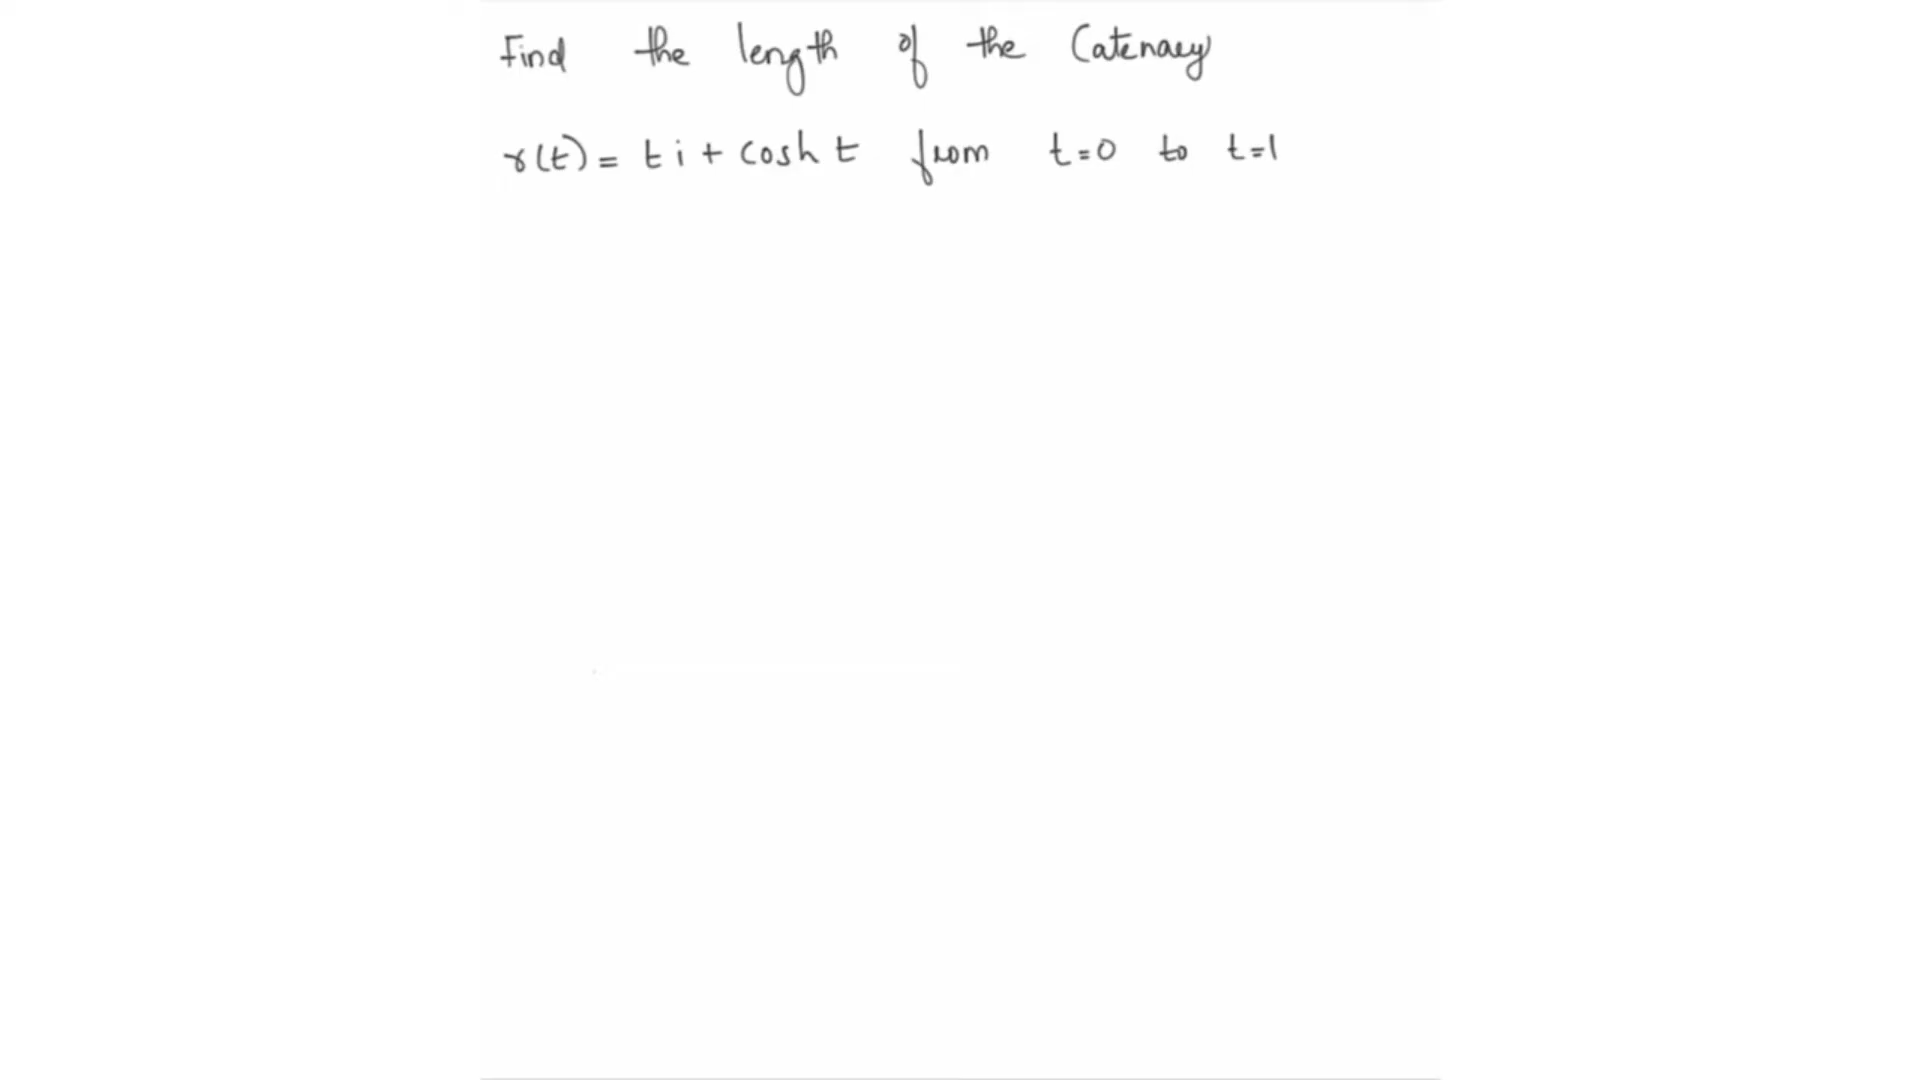 Find the length of the Catenary
r(t) = t i + cosh t from t=0 to t=1